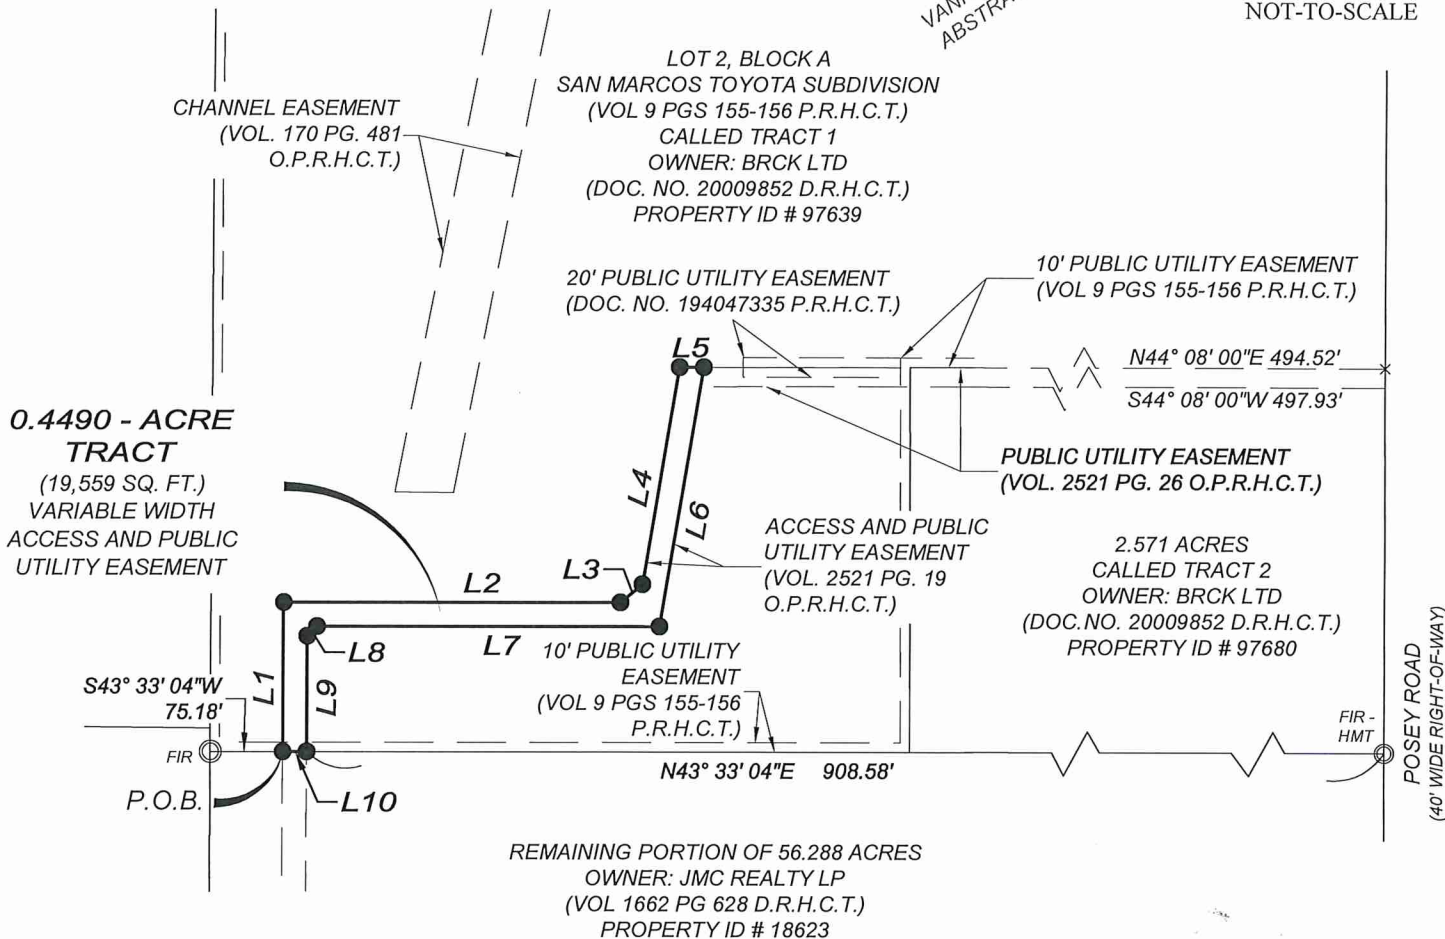 VAN
ABSTRA
NOT-TO-SCALE
LOT 2, BLOCK A
SAN MARCOS TOYOTA SUBDIVISION
(VOL 9 PGS 155-156 P.R.H.C.T.)
CALLED TRACT 1
OWNER: BRCK LTD
(DOC. NO. 20009852 D.R.H.C.T.)
PROPERTY ID # 97639
CHANNEL EASEMENT
(VOL. 170 PG. 481
O.P.R.H.C.T.)
20' PUBLIC UTILITY EASEMENT
(DOC. NO. 194047335 P.R.H.C.T.)
10' PUBLIC UTILITY EASEMENT
(VOL 9 PGS 155-156 P.R.H.C.T.)
L5
N44° 08' 00"E 494.52'
S44° 08' 00"W 497.93'
0.4490 - ACRE
TRACT
(19,559 SQ. FT.)
VARIABLE WIDTH
ACCESS AND PUBLIC
UTILITY EASEMENT
PUBLIC UTILITY EASEMENT
(VOL. 2521 PG. 26 O.P.R.H.C.T.)
L4
L6
ACCESS AND PUBLIC
UTILITY EASEMENT
(VOL. 2521 PG. 19
O.P.R.H.C.T.)
2.571 ACRES
CALLED TRACT 2
OWNER: BRCK LTD
(DOC. NO. 20009852 D.R.H.C.T.)
PROPERTY ID # 97680
L3
L2
L7
L8
L1
L9
10' PUBLIC UTILITY
EASEMENT
(VOL 9 PGS 155-156
P.R.H.C.T.)
S43° 33' 04"W
75.18'
FIR
P.O.B.
L10
N43° 33' 04"E 908.58'
FIR -
HMT
POSEY ROAD
(40' WIDE RIGHT-OF-WAY)
REMAINING PORTION OF 56.288 ACRES
OWNER: JMC REALTY LP
(VOL 1662 PG 628 D.R.H.C.T.)
PROPERTY ID # 18623